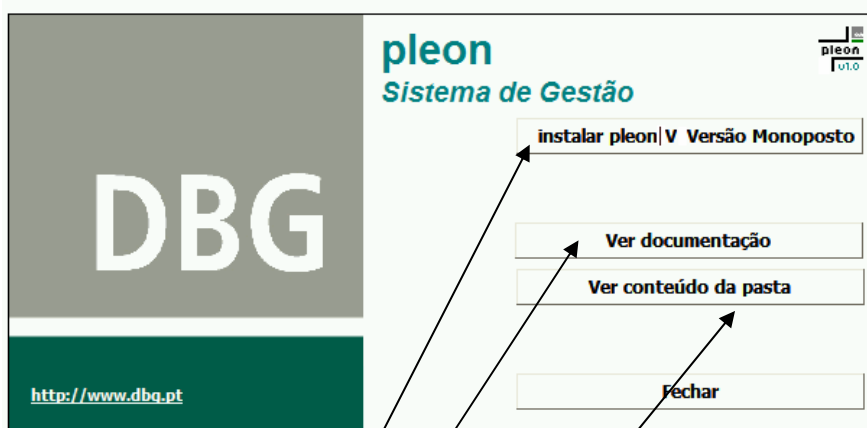 pleon
Sistema de Gestão
pleon
v1.0
instalar pleon|V Versão Monoposto
DBG
Ver documentação
Ver conteúdo da pasta
http://www.dbg.pt
Fechar